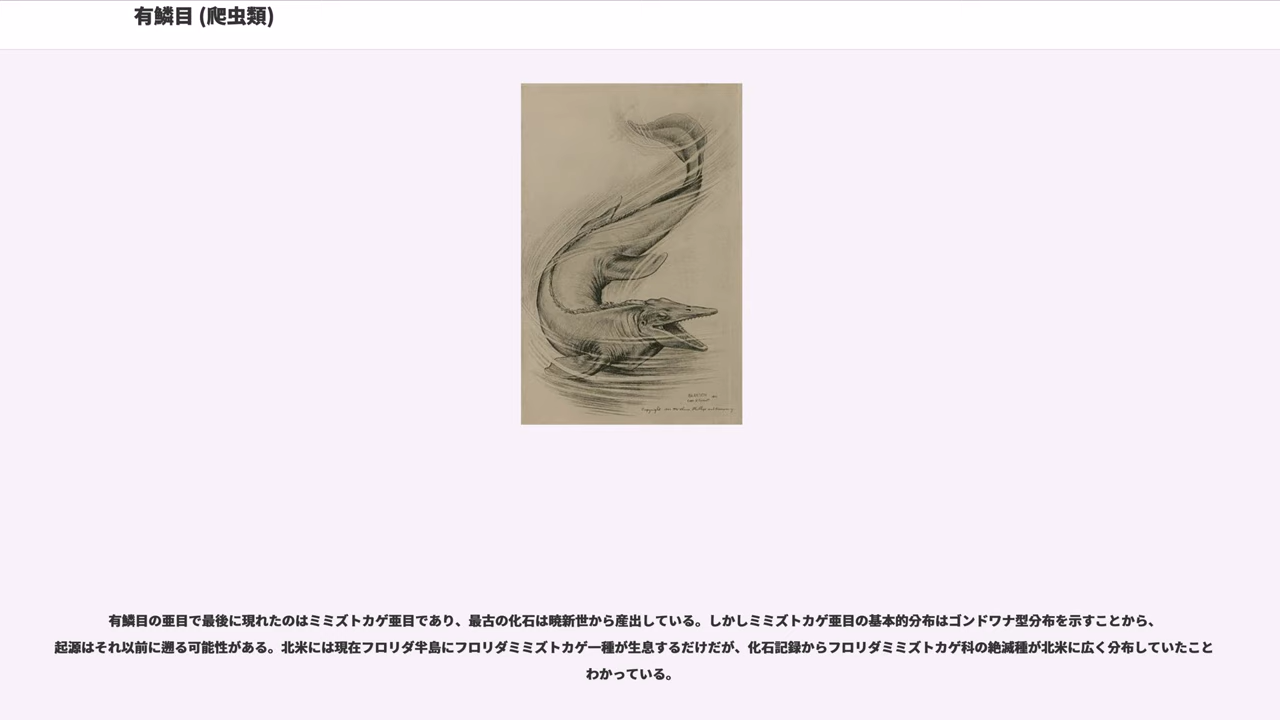 有鱗目 (爬虫類)
有鱗目の亜目で最後に現れたのはミミズトカゲ亜目であり、最古の化石は暁新世から産出している。しかしミミズトカゲ亜目の基本的分布はゴンドワナ型分布を示すことから、
起源はそれ以前に遡る可能性がある。北米には現在フロリダ半島にフロリダミミズトカゲ一種が生息するだけだが、化石記録からフロリダミミズトカゲ科の絶滅種が北米に広く分布していたこと
わかっている。